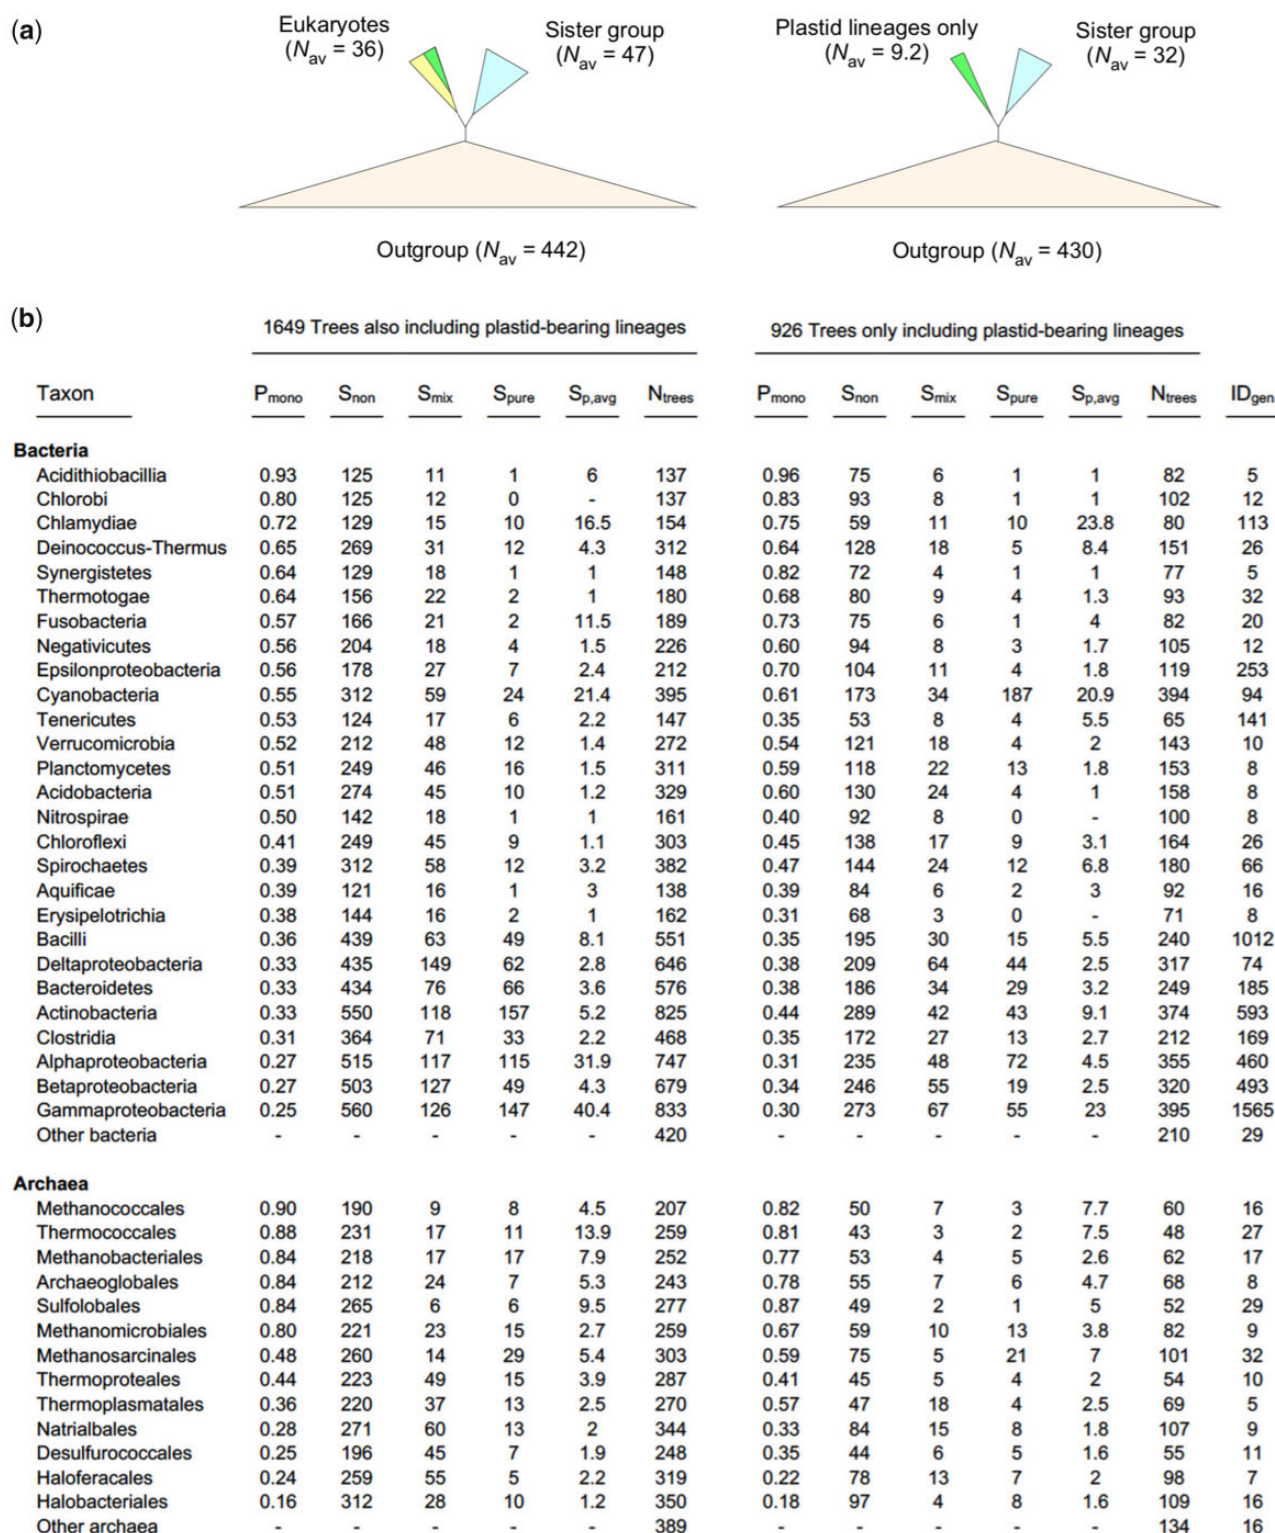 (a)
Eukaryotes
(Nav = 36)
Sister group
(Nav = 47)
Plastid lineages only
(Nav = 9.2)
Sister group
(Nav = 32)
Outgroup (Nav = 442)
Outgroup (Nav = 430)
(b)
1649 Trees also including plastid-bearing lineages
926 Trees only including plastid-bearing lineages
Taxon Pmono Snon Smix Spure Sp,avg Ntrees Pmono Snon Smix Spure Sp,avg Ntrees IDgen
Bacteria
Acidithiobacillia 0.93 125 11 1 6 137 0.96 75 6 1 1 82 5
Chlorobi 0.80 125 12 0 - 137 0.83 93 8 1 1 102 12
Chlamydiae 0.72 129 15 10 16.5 154 0.75 59 11 10 23.8 80 113
Deinococcus-Thermus 0.65 269 31 12 4.3 312 0.64 128 18 5 8.4 151 26
Synergistetes 0.64 129 18 1 1 148 0.82 72 4 1 1 77 5
Thermotogae 0.64 156 22 2 1 180 0.68 80 9 4 1.3 93 32
Fusobacteria 0.57 166 21 2 11.5 189 0.73 75 6 1 4 82 20
Negativicutes 0.56 204 18 4 1.5 226 0.60 94 8 3 1.7 105 12
Epsilonproteobacteria 0.56 178 27 7 2.4 212 0.70 104 11 4 1.8 119 253
Cyanobacteria 0.55 312 59 24 21.4 395 0.61 173 34 187 20.9 394 94
Tenericutes 0.53 124 17 6 2.2 147 0.35 53 8 4 5.5 65 141
Verrucomicrobia 0.52 212 48 12 1.4 272 0.54 121 18 4 2 143 10
Planctomycetes 0.51 249 46 16 1.5 311 0.59 118 22 13 1.8 153 8
Acidobacteria 0.51 274 45 10 1.2 329 0.60 130 24 4 1 158 8
Nitrospirae 0.50 142 18 1 1 161 0.40 92 8 0 - 100 8
Chloroflexi 0.41 249 45 9 1.1 303 0.45 138 17 9 3.1 164 26
Spirochaetes 0.39 312 58 12 3.2 382 0.47 144 24 12 6.8 180 66
Aquificae 0.39 121 16 1 3 138 0.39 84 6 2 3 92 16
Erysipelotrichia 0.38 144 16 2 1 162 0.31 68 3 0 - 71 8
Bacilli 0.36 439 63 49 8.1 551 0.35 195 30 15 5.5 240 1012
Deltaproteobacteria 0.33 435 149 62 2.8 646 0.38 209 64 44 2.5 317 74
Bacteroidetes 0.33 434 76 66 3.6 576 0.38 186 34 29 3.2 249 185
Actinobacteria 0.33 550 118 157 5.2 825 0.44 289 42 43 9.1 374 593
Clostridia 0.31 364 71 33 2.2 468 0.35 172 27 13 2.7 212 169
Alphaproteobacteria 0.27 515 117 115 31.9 747 0.31 235 48 72 4.5 355 460
Betaproteobacteria 0.27 503 127 49 4.3 679 0.34 246 55 19 2.5 320 493
Gammaproteobacteria 0.25 560 126 147 40.4 833 0.30 273 67 55 23 395 1565
Other bacteria - - - - - 420 - - - - - 210 29
Archaea
Methanococcales 0.90 190 9 8 4.5 207 0.82 50 7 3 7.7 60 16
Thermococcales 0.88 231 17 11 13.9 259 0.81 43 3 2 7.5 48 27
Methanobacteriales 0.84 218 17 17 7.9 252 0.77 53 4 5 2.6 62 17
Archaeoglobales 0.84 212 24 7 5.3 243 0.78 55 7 6 4.7 68 8
Sulfolobales 0.84 265 6 6 9.5 277 0.87 49 2 1 5 52 29
Methanomicrobiales 0.80 221 23 15 2.7 259 0.67 59 10 13 3.8 82 9
Methanosarcinales 0.48 260 14 29 5.4 303 0.59 75 5 21 7 101 32
Thermoproteales 0.44 223 49 15 3.9 287 0.41 45 5 4 2 54 10
Thermoplasmatales 0.36 220 37 13 2.5 270 0.57 47 18 4 2.5 69 5
Natrialbales 0.28 271 60 13 2 344 0.33 84 15 8 1.8 107 9
Desulfurococcales 0.25 196 45 7 1.9 248 0.35 44 6 5 1.6 55 11
Haloferacales 0.24 259 55 5 2.2 319 0.22 78 13 7 2 98 7
Halobacteriales 0.16 312 28 10 1.2 350 0.18 97 4 8 1.6 109 16
Other archaea - - - - - 389 - - - - - 134 16